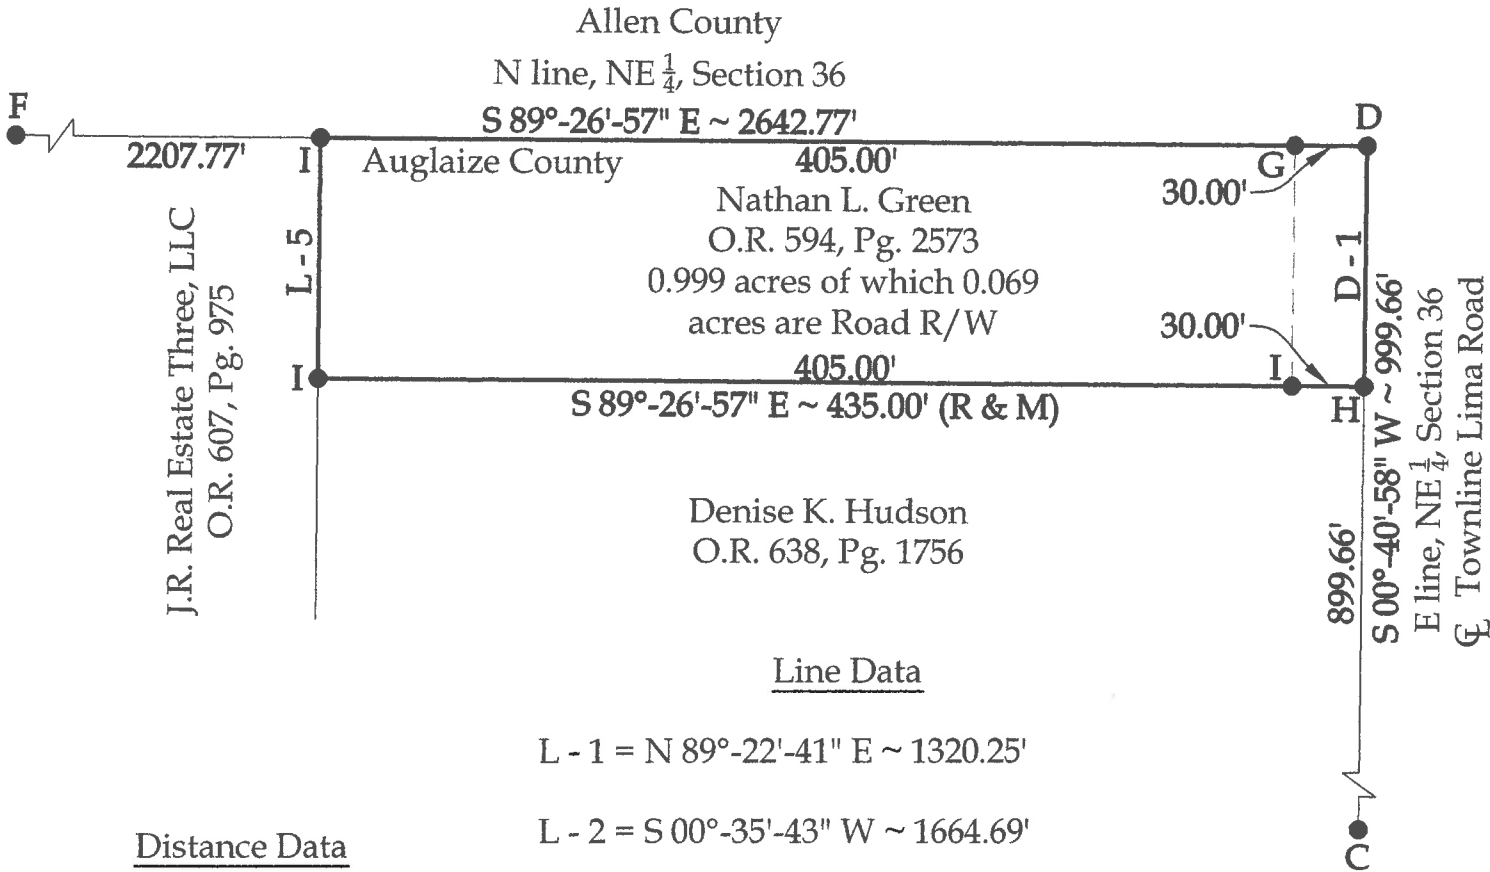 Allen County
N line, NE 1/4, Section 36
S 89°-26'-57" E ~ 2642.77'
F
D
2207.77'
I
Auglaize County
405.00'
G
30.00'
Nathan L. Green
O.R. 594, Pg. 2573
0.999 acres of which 0.069
acres are Road R/W
L - 5
D - 1
J.R. Real Estate Three, LLC
O.R. 607, Pg. 975
30.00'
405.00'
I
I
H
S 89°-26'-57" E ~ 435.00' (R & M)
S 00°-40'-58" W ~ 999.66'
E line, NE 1/4, Section 36
℄ Townline Lima Road
899.66'
Denise K. Hudson
O.R. 638, Pg. 1756
Line Data
L - 1 = N 89°-22'-41" E ~ 1320.25'
L - 2 = S 00°-35'-43" W ~ 1664.69'
Distance Data
C